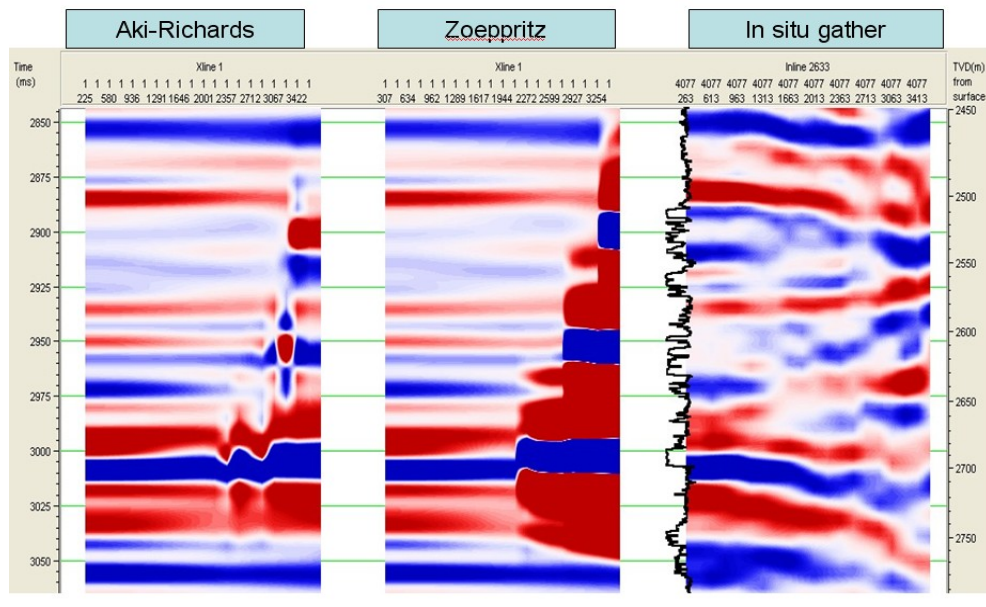 Aki-Richards
Zoeppritz
In situ gather
Time
(ms)
Xline 1
Xline 1
Inline 2633
TVD(m)
from
surface
1 1 1 1 1 1 1 1 1 1 1 1 1 1 1 1 1 1 1 1
1 1 1 1 1 1 1 1 1 1 1 1 1 1 1 1 1 1 1 1
4077 4077 4077 4077 4077 4077 4077 4077 4077 4077
225 580 936 1291 1646 2001 2357 2712 3067 3422
307 634 962 1289 1617 1944 2272 2599 2927 3254
263 613 963 1313 1663 2013 2363 2713 3063 3413
2450
2850
2875
2500
2900
2550
2925
2600
2950
2650
2975
3000
2700
3025
2750
3050